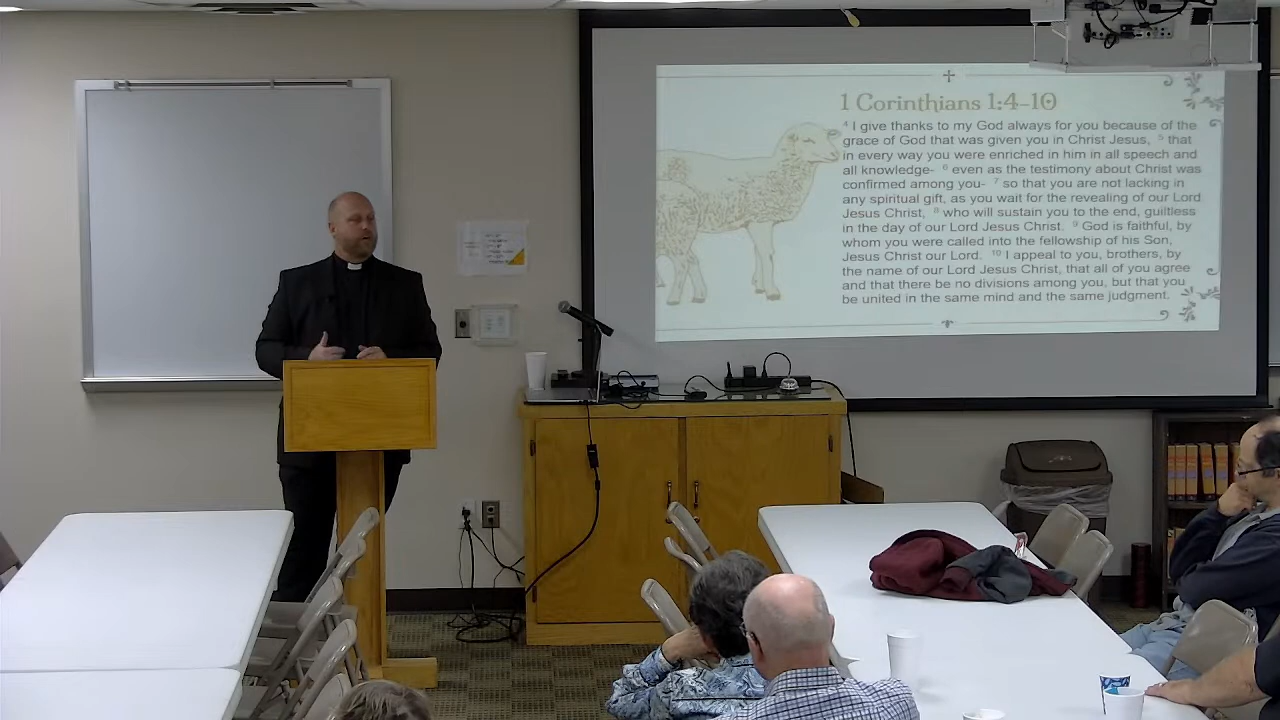 1 Corinthians 1:4-10
4 I give thanks to my God always for you because of the
grace of God that was given you in Christ Jesus, 5 that
in every way you were enriched in him in all speech and
all knowledge- 6 even as the testimony about Christ was
confirmed among you- 7 so that you are not lacking in
any spiritual gift, as you wait for the revealing of our Lord
Jesus Christ, 8 who will sustain you to the end, guiltless
in the day of our Lord Jesus Christ. 9 God is faithful, by
whom you were called into the fellowship of his Son,
Jesus Christ our Lord. 10 I appeal to you, brothers, by
the name of our Lord Jesus Christ, that all of you agree
and that there be no divisions among you, but that you
be united in the same mind and the same judgment.